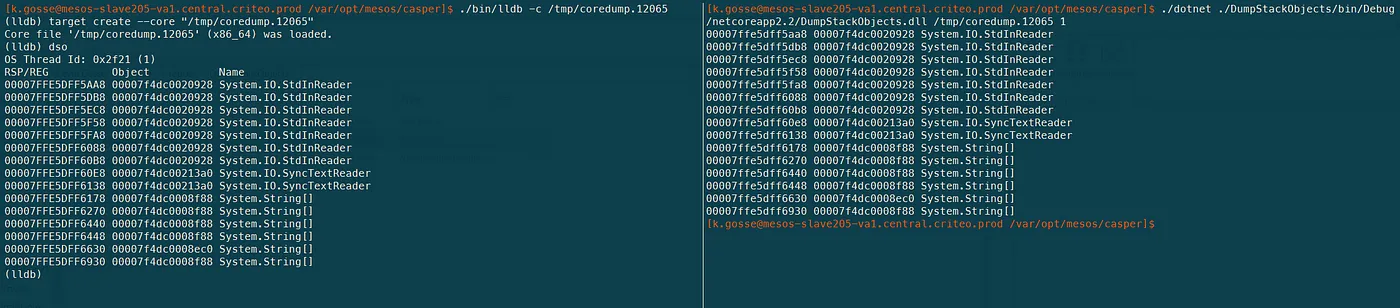 [k.gosse@mesos-slave205-va1.central.criteo.prod /var/opt/mesos/casper]$ ./bin/lldb -c /tmp/coredump.12065
(lldb) target create --core "/tmp/coredump.12065"
Core file '/tmp/coredump.12065' (x86_64) was loaded.
(lldb) dso
OS Thread Id: 0x2f21 (1)
RSP/REG Object Name
00007FFE5DFF5AA8 00007f4dc0020928 System.IO.StdInReader
00007FFE5DFF5DB8 00007f4dc0020928 System.IO.StdInReader
00007FFE5DFF5EC8 00007f4dc0020928 System.IO.StdInReader
00007FFE5DFF5F58 00007f4dc0020928 System.IO.StdInReader
00007FFE5DFF5FA8 00007f4dc0020928 System.IO.StdInReader
00007FFE5DFF6088 00007f4dc0020928 System.IO.StdInReader
00007FFE5DFF60B8 00007f4dc0020928 System.IO.StdInReader
00007FFE5DFF60E8 00007f4dc00213a0 System.IO.SyncTextReader
00007FFE5DFF6138 00007f4dc00213a0 System.IO.SyncTextReader
00007FFE5DFF6178 00007f4dc0008f88 System.String[]
00007FFE5DFF6270 00007f4dc0008f88 System.String[]
00007FFE5DFF6440 00007f4dc0008f88 System.String[]
00007FFE5DFF6448 00007f4dc0008f88 System.String[]
00007FFE5DFF6630 00007f4dc0008ec0 System.String[]
00007FFE5DFF6930 00007f4dc0008f88 System.String[]
(lldb)
[k.gosse@mesos-slave205-va1.central.criteo.prod /var/opt/mesos/casper]$ ./dotnet ./DumpStackObjects/bin/Debug
/netcoreapp2.2/DumpStackObjects.dll /tmp/coredump.12065 1
00007ffe5dff5aa8 00007f4dc0020928 System.IO.StdInReader
00007ffe5dff5db8 00007f4dc0020928 System.IO.StdInReader
00007ffe5dff5ec8 00007f4dc0020928 System.IO.StdInReader
00007ffe5dff5f58 00007f4dc0020928 System.IO.StdInReader
00007ffe5dff5fa8 00007f4dc0020928 System.IO.StdInReader
00007ffe5dff6088 00007f4dc0020928 System.IO.StdInReader
00007ffe5dff60b8 00007f4dc0020928 System.IO.StdInReader
00007ffe5dff60e8 00007f4dc00213a0 System.IO.SyncTextReader
00007ffe5dff6138 00007f4dc00213a0 System.IO.SyncTextReader
00007ffe5dff6178 00007f4dc0008f88 System.String[]
00007ffe5dff6270 00007f4dc0008f88 System.String[]
00007ffe5dff6440 00007f4dc0008f88 System.String[]
00007ffe5dff6448 00007f4dc0008f88 System.String[]
00007ffe5dff6630 00007f4dc0008ec0 System.String[]
00007ffe5dff6930 00007f4dc0008f88 System.String[]
[k.gosse@mesos-slave205-va1.central.criteo.prod /var/opt/mesos/casper]$